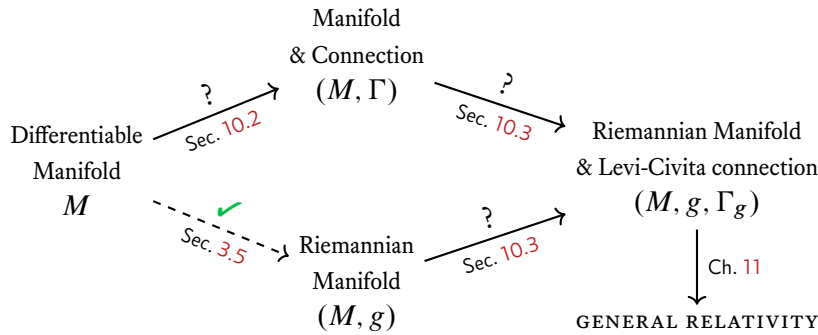 Manifold
& Connection
(M, Γ)
?
Sec. 10.2
?
Sec. 10.3
Differentiable
Manifold
M
Riemannian Manifold
& Levi-Civita connection
(M, g, Γg)
✓
Sec. 3.5
?
Sec. 10.3
Riemannian
Manifold
(M, g)
Ch. 11
GENERAL RELATIVITY